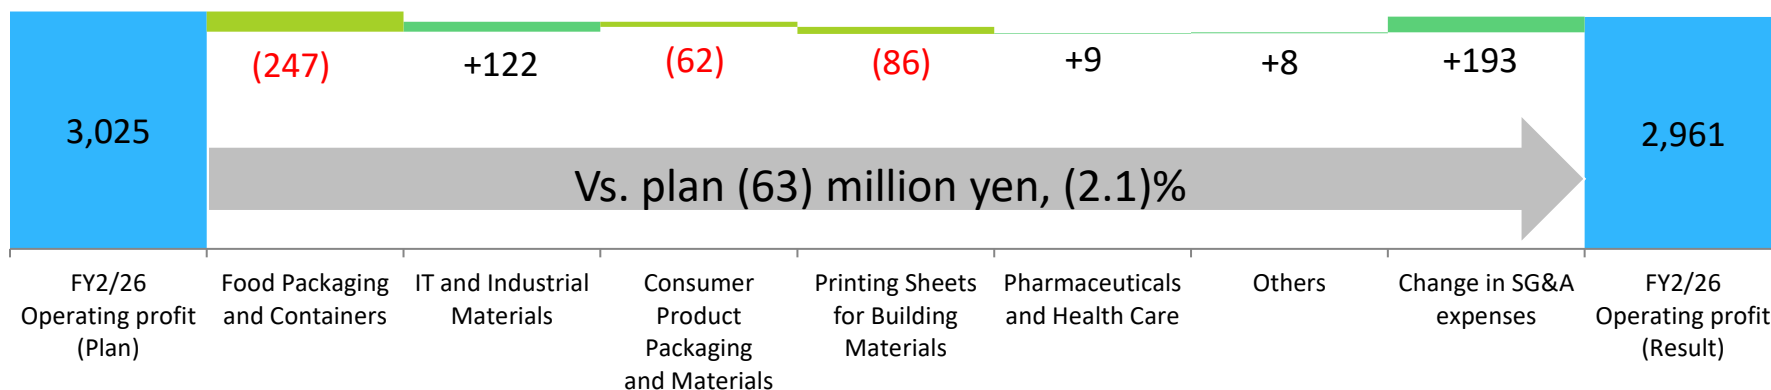 (247)
+122
(62)
(86)
+9
+8
+193
3,025
2,961
Vs. plan (63) million yen, (2.1)%
FY2/26
Operating profit
(Plan)
Food Packaging
and Containers
IT and Industrial
Materials
Consumer
Product
Packaging
and Materials
Printing Sheets
for Building
Materials
Pharmaceuticals
and Health Care
Others
Change in SG&A
expenses
FY2/26
Operating profit
(Result)